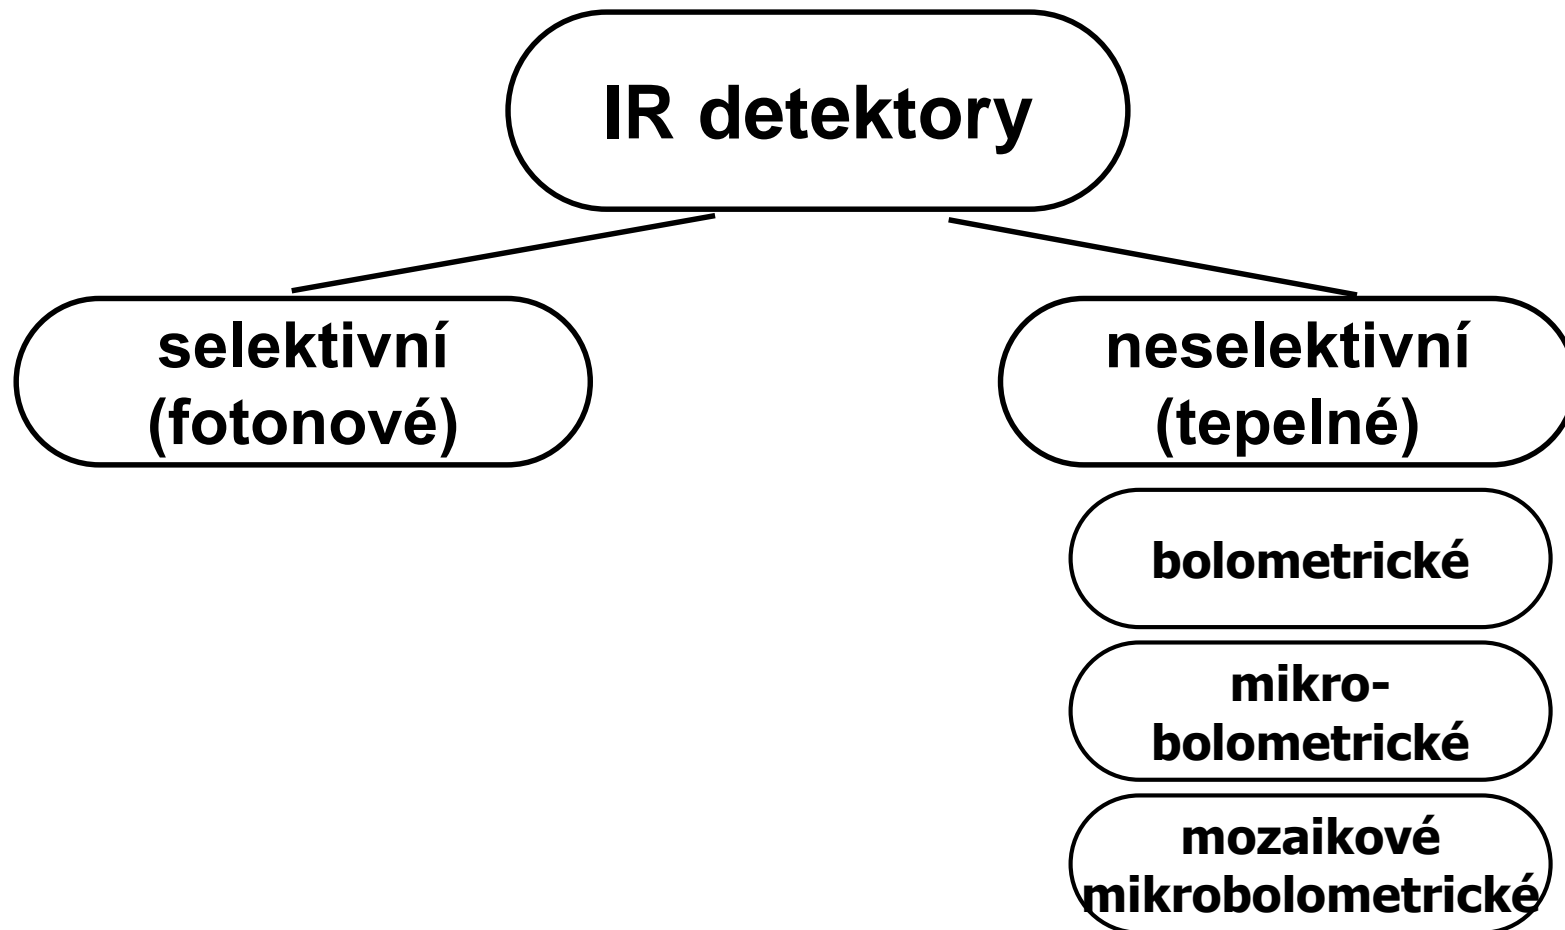 IR detektory
selektivní
(fotonové)
neselektivní
(tepelné)
bolometrické
mikro-
bolometrické
mozaikové
mikrobolometrické